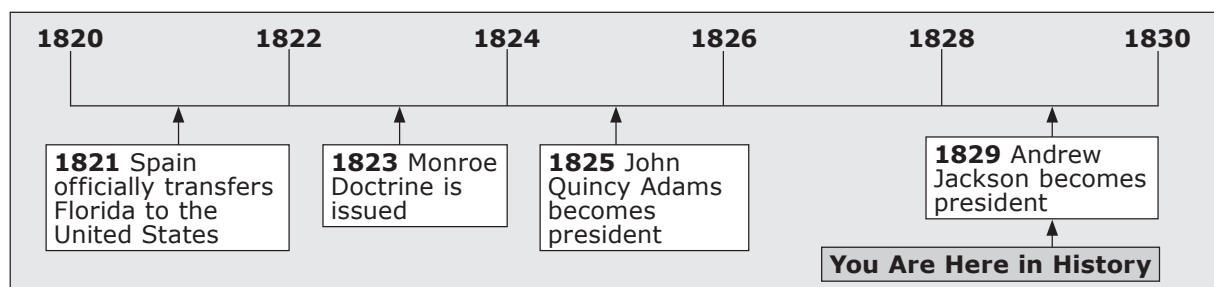 1820 1822 1824 1826 1828 1830
1821 Spain
officially transfers
Florida to the
United States
1823 Monroe
Doctrine is
issued
1825 John
Quincy Adams
becomes
president
1829 Andrew
Jackson becomes
president
You Are Here in History